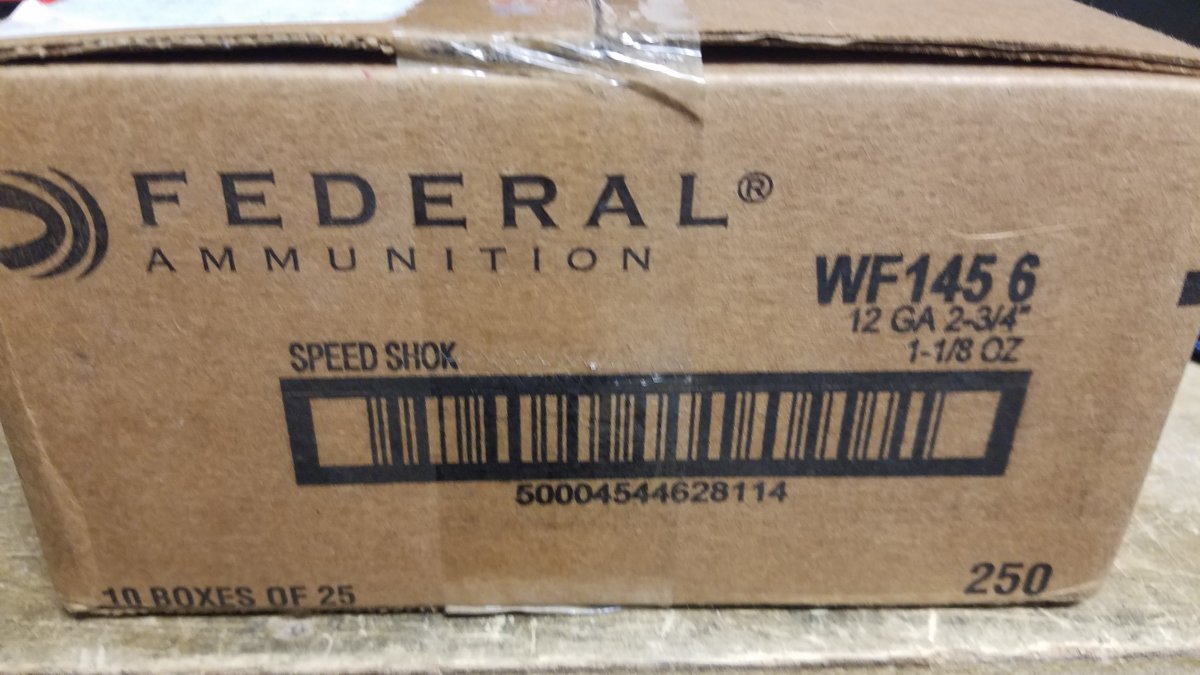 FEDERAL®
AMMUNITION
WF145 6
12 GA 2-3/4"
1-1/8 OZ
SPEED SHOK
50004544628114
10 BOXES OF 25
250